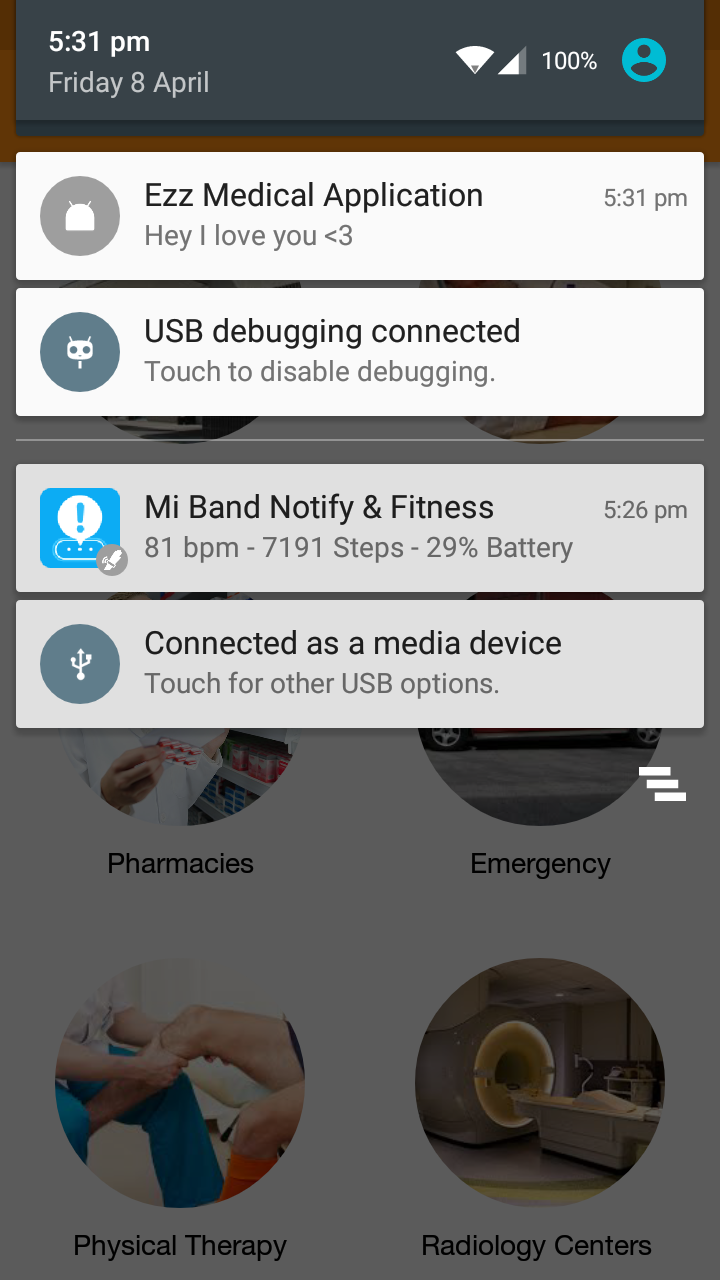 5:31 pm
100%
Friday 8 April
Ezz Medical Application
5:31 pm
Hey I love you <3
USB debugging connected
Touch to disable debugging.
Mi Band Notify & Fitness
5:26 pm
81 bpm - 7191 Steps - 29% Battery
Connected as a media device
Touch for other USB options.
Pharmacies
Emergency
Physical Therapy
Radiology Centers